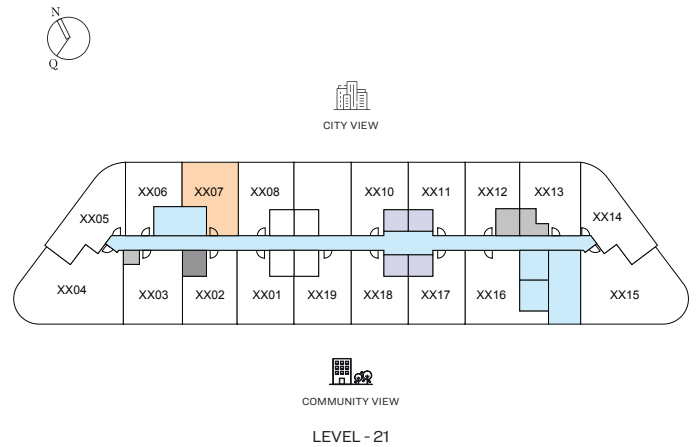 N
Q
CITY VIEW
XX06 XX07 XX08 XX10 XX11 XX12 XX13
XX05 XX14
XX04 XX03 XX02 XX01 XX19 XX18 XX17 XX16 XX15
COMMUNITY VIEW
LEVEL - 21